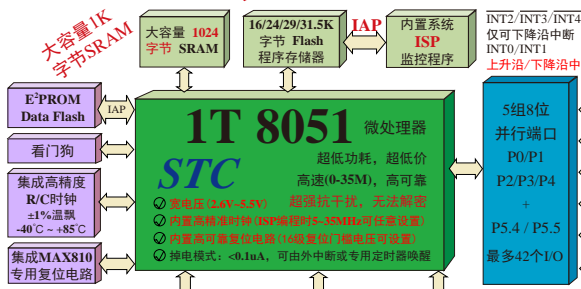 大容量1K
字节SRAM
大容量 1024
字节 SRAM
16/24/29/31.5K
字节 Flash
程序存储器
IAP
内置系统
ISP
监控程序
INT2/INT3/INT4
仅可下降沿中断
INT0/INT1
上升沿/下降沿中
E²PROM
Data Flash
IAP
看门狗
集成高精度
R/C时钟
±1%温飘
-40℃ ~ +85℃
集成MAX810
专用复位电路
1T 8051 微处理器
STC
超低功耗，超低价
高速(0-35M)，高可靠
超强抗干扰，无法解密
宽电压(2.6V~5.5V)
内置高精准时钟(ISP编程时5~35MHz可任意设置)
内置高可靠复位电路(16级复位门槛电压可设置)
掉电模式：<0.1uA，可由外中断或专用定时器唤醒
5组8位
并行端口
P0/P1
P2/P3/P4
+
P5.4 / P5.5
最多42个I/O